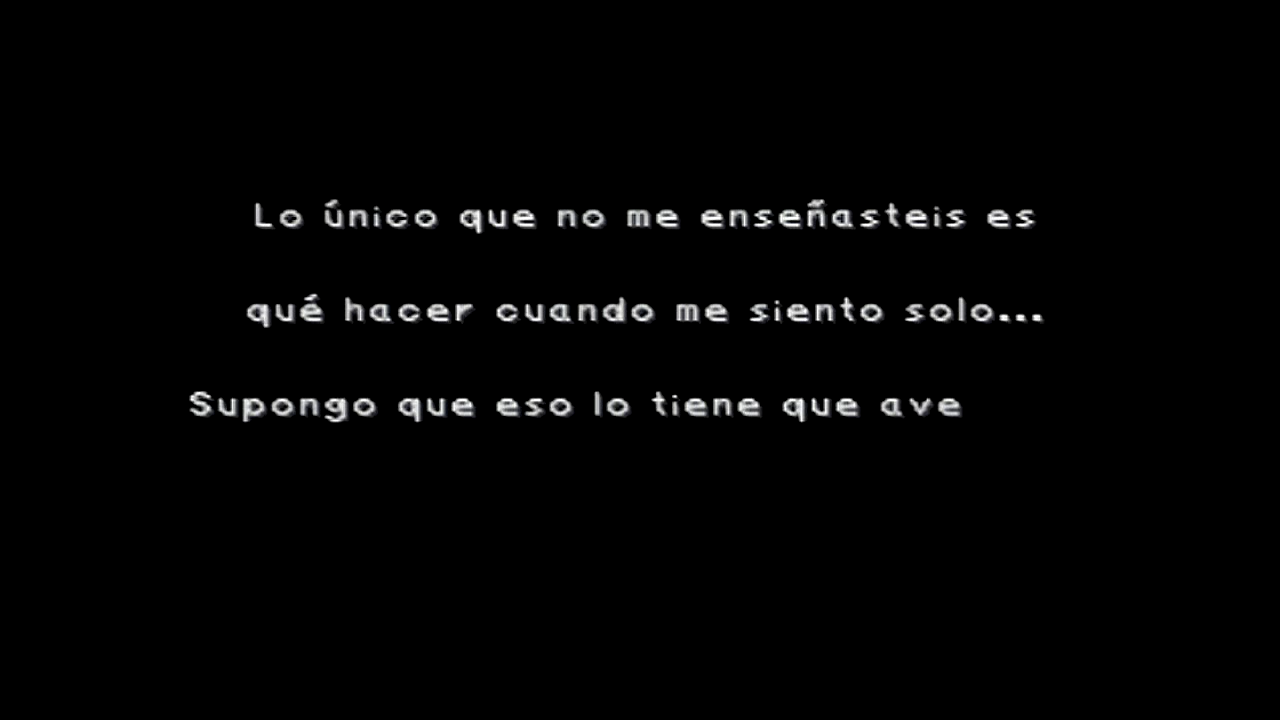 Lo único que no me enseñasteis es
qué hacer cuando me siento solo...
Supongo que eso lo tiene que ave